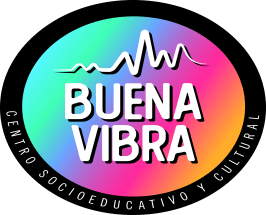 BUENA
VIBRA
CENTRO SOCIOEDUCATIVO Y CULTURAL